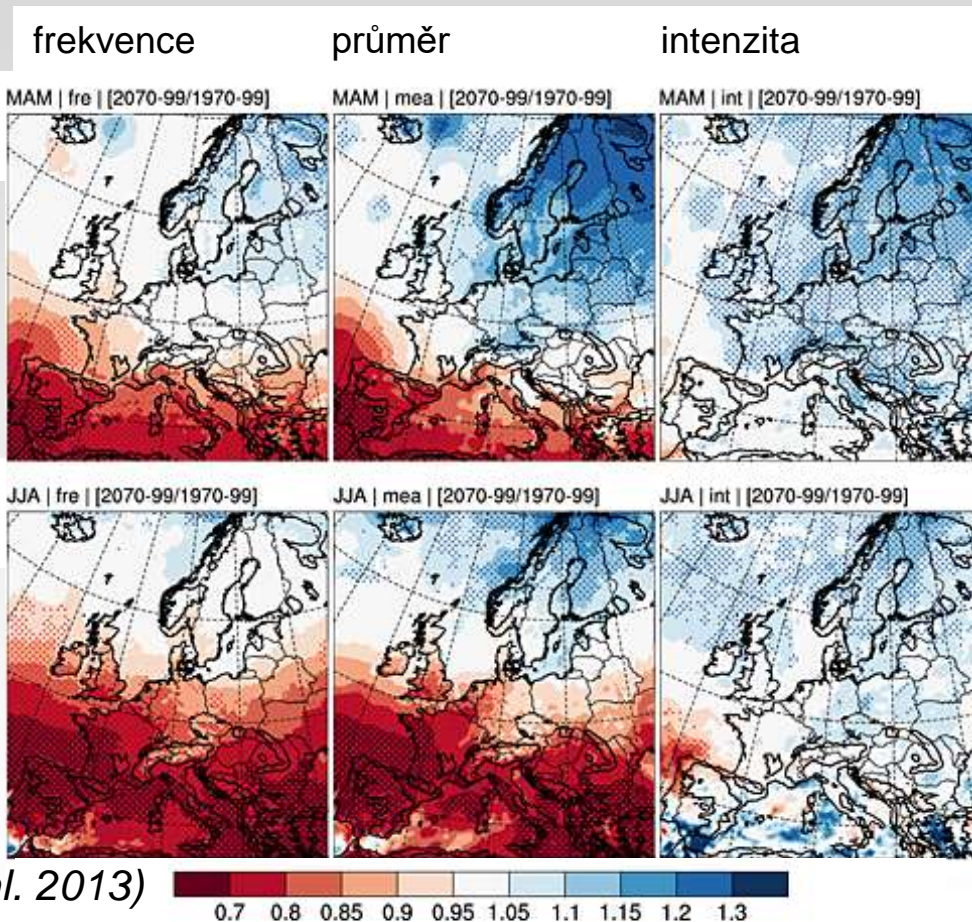 frekvence průměr intenzita
MAM | fre | [2070-99/1970-99] MAM | mea | [2070-99/1970-99] MAM | int | [2070-99/1970-99]
JJA | fre | [2070-99/1970-99] JJA | mea | [2070-99/1970-99] JJA | int | [2070-99/1970-99]
l. 2013)
0.7 0.8 0.85 0.9 0.95 1.05 1.1 1.15 1.2 1.3